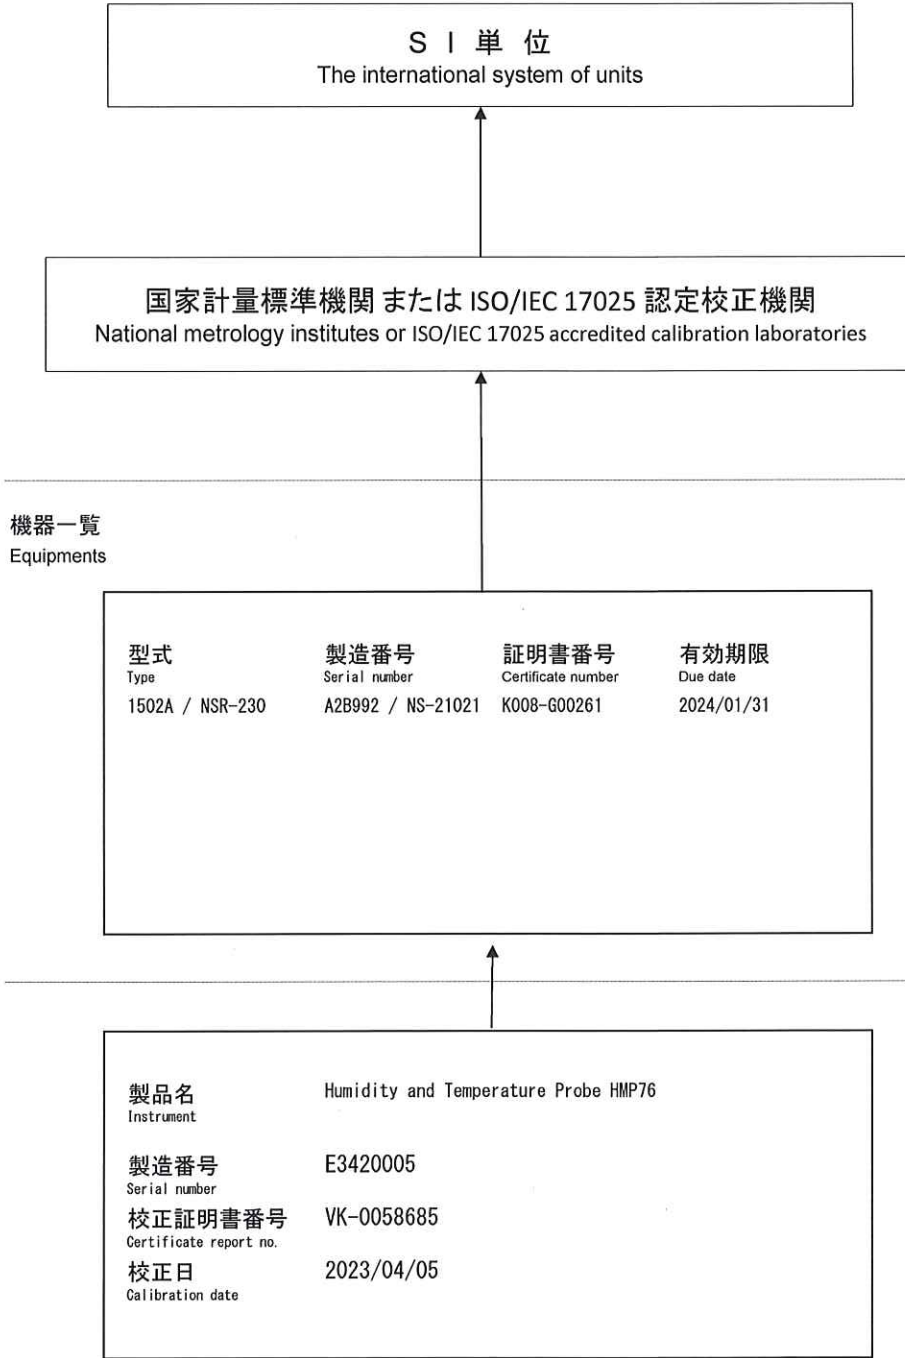 SI単位
The international system of units
国家計量標準機関 または ISO/IEC 17025 認定校正機関
National metrology institutes or ISO/IEC 17025 accredited calibration laboratories
機器一覧
Equipments
型式 製造番号 証明書番号 有効期限
Type Serial number Certificate number Due date
1502A / NSR-230 A2B992 / NS-21021 K008-G00261 2024/01/31
製品名 Humidity and Temperature Probe HMP76
Instrument
製造番号 E3420005
Serial number
校正証明書番号 VK-0058685
Certificate report no.
校正日 2023/04/05
Calibration date